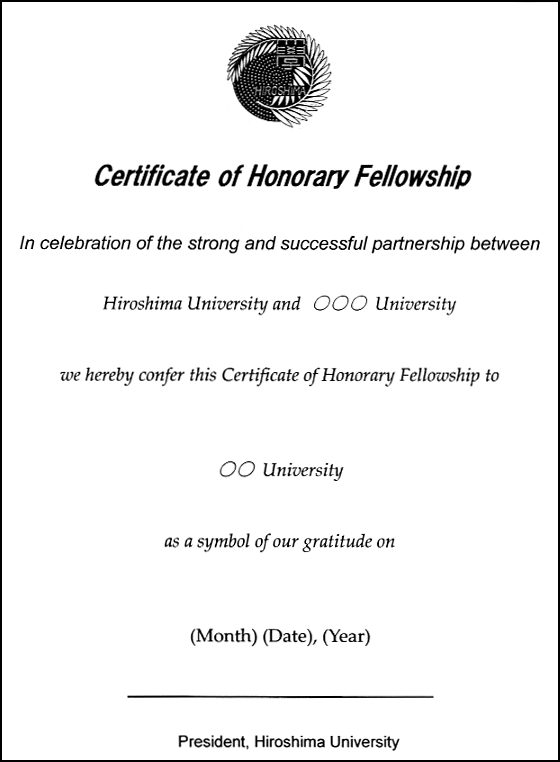 HIROSHIMA
Certificate of Honorary Fellowship
In celebration of the strong and successful partnership between
Hiroshima University and ○○○ University
we hereby confer this Certificate of Honorary Fellowship to
○○ University
as a symbol of our gratitude on
(Month) (Date), (Year)
President, Hiroshima University